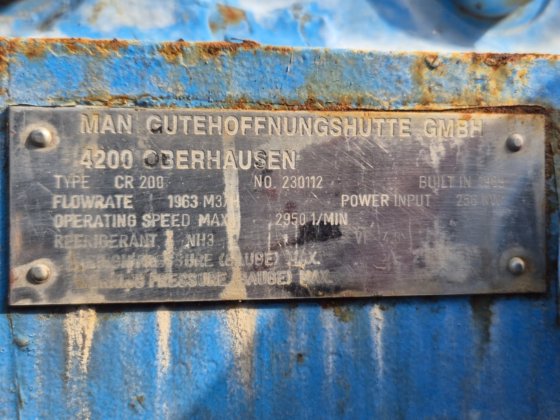 MAN GUTEHOFFNUNGSHÜTTE GMBH
4200 OBERHAUSEN
TYPE CR 200 NO. 230112 BUILT IN
FLOWRATE 1963 M3/H POWER INPUT
OPERATING SPEED MAX. 2950 1/MIN
REFRIGERANT NH3
PRESSURE (GAUGE) MAX.
PRESSURE (GAUGE) MAX.